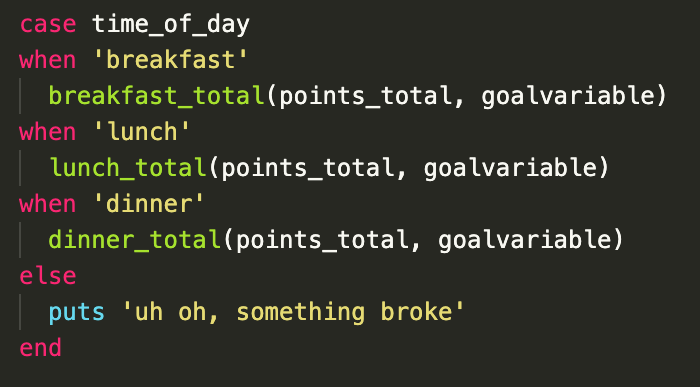 case time_of_day
when 'breakfast'
  breakfast_total(points_total, goalvariable)
when 'lunch'
  lunch_total(points_total, goalvariable)
when 'dinner'
  dinner_total(points_total, goalvariable)
else
  puts 'uh oh, something broke'
end